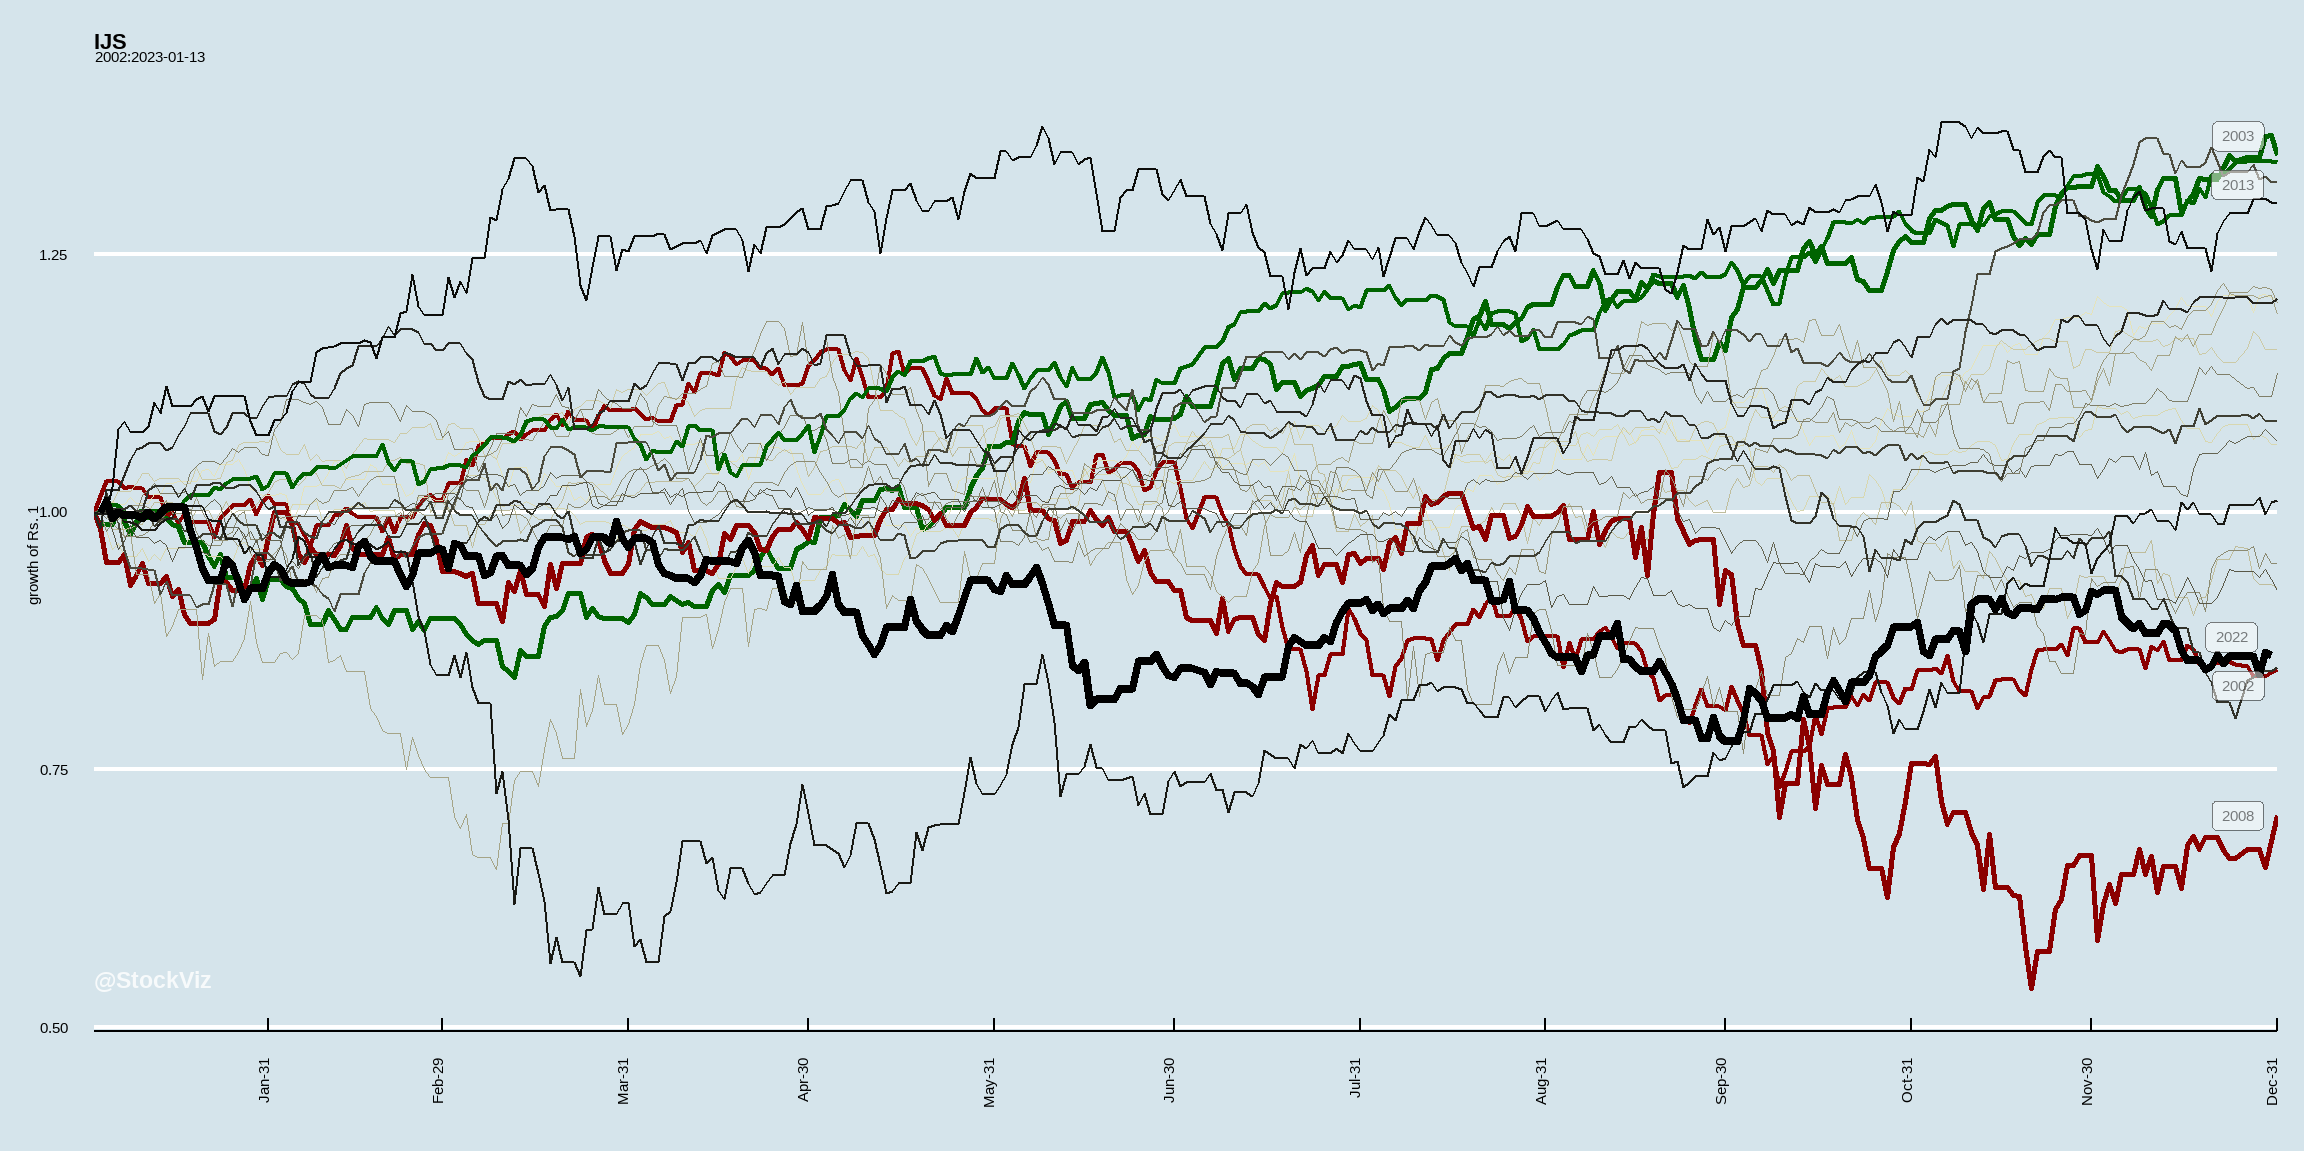 IJS
2002:2023-01-13
2003
2013
1.25
1.00
growth of Rs. 1
2022
2002
0.75
2008
@StockViz
0.50
Jan-31
Feb-29
Mar-31
Apr-30
May-31
Jun-30
Jul-31
Aug-31
Sep-30
Oct-31
Nov-30
Dec-31